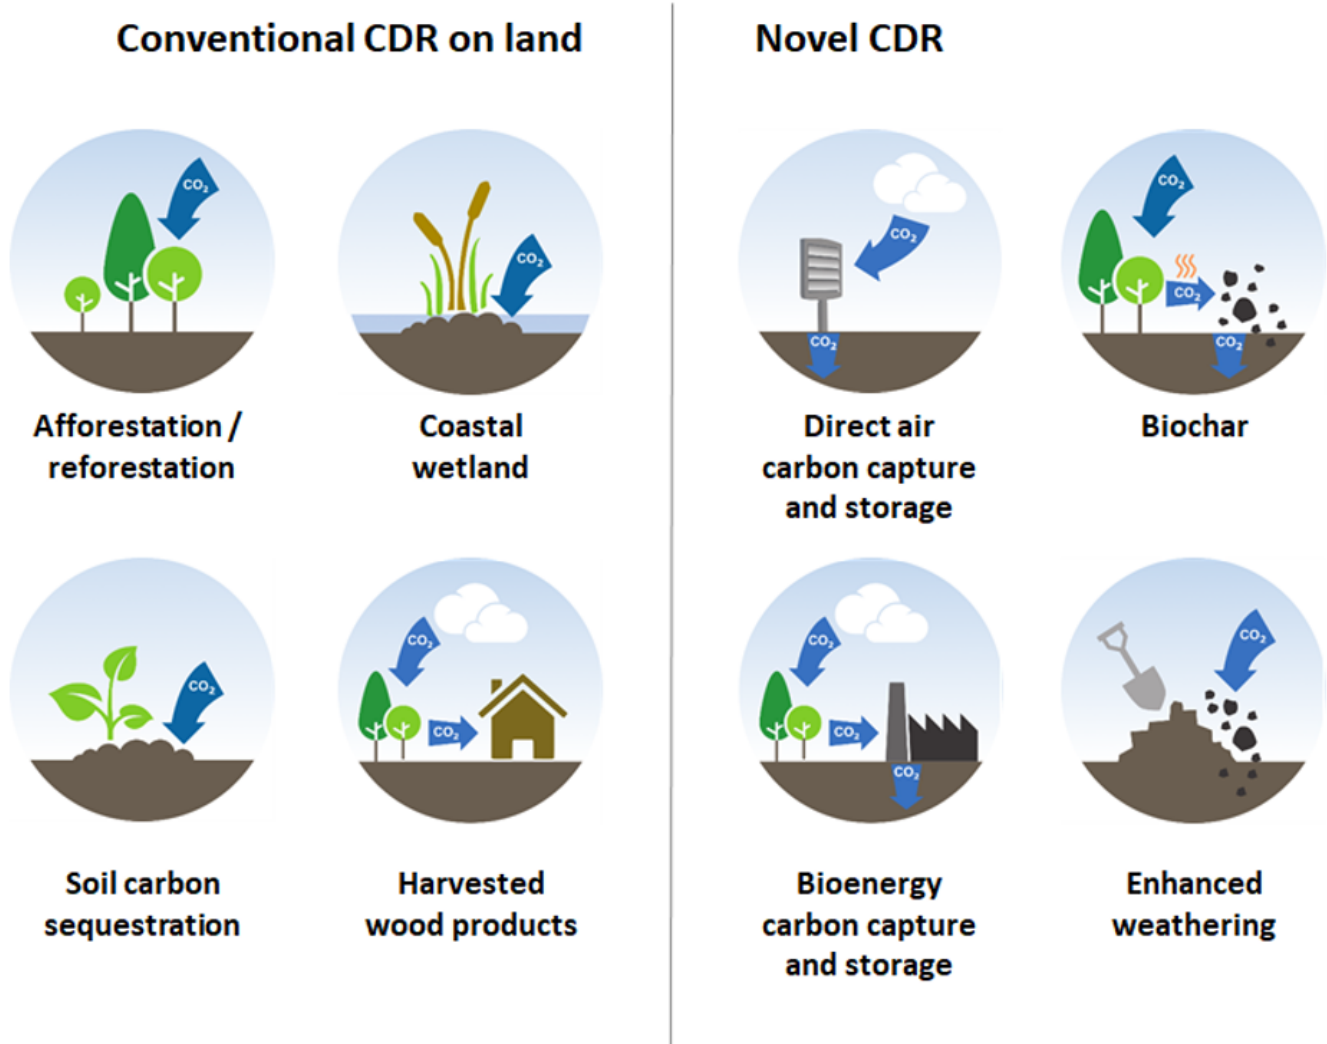 Conventional CDR on land
Novel CDR
CO₂
CO₂
CO₂
CO₂
CO₂
CO₂
CO₂
Afforestation /
reforestation
Coastal
wetland
Direct air
carbon capture
and storage
Biochar
CO₂
CO₂
CO₂
CO₂
CO₂
CO₂
CO₂
Soil carbon
sequestration
Harvested
wood products
Bioenergy
carbon capture
and storage
Enhanced
weathering